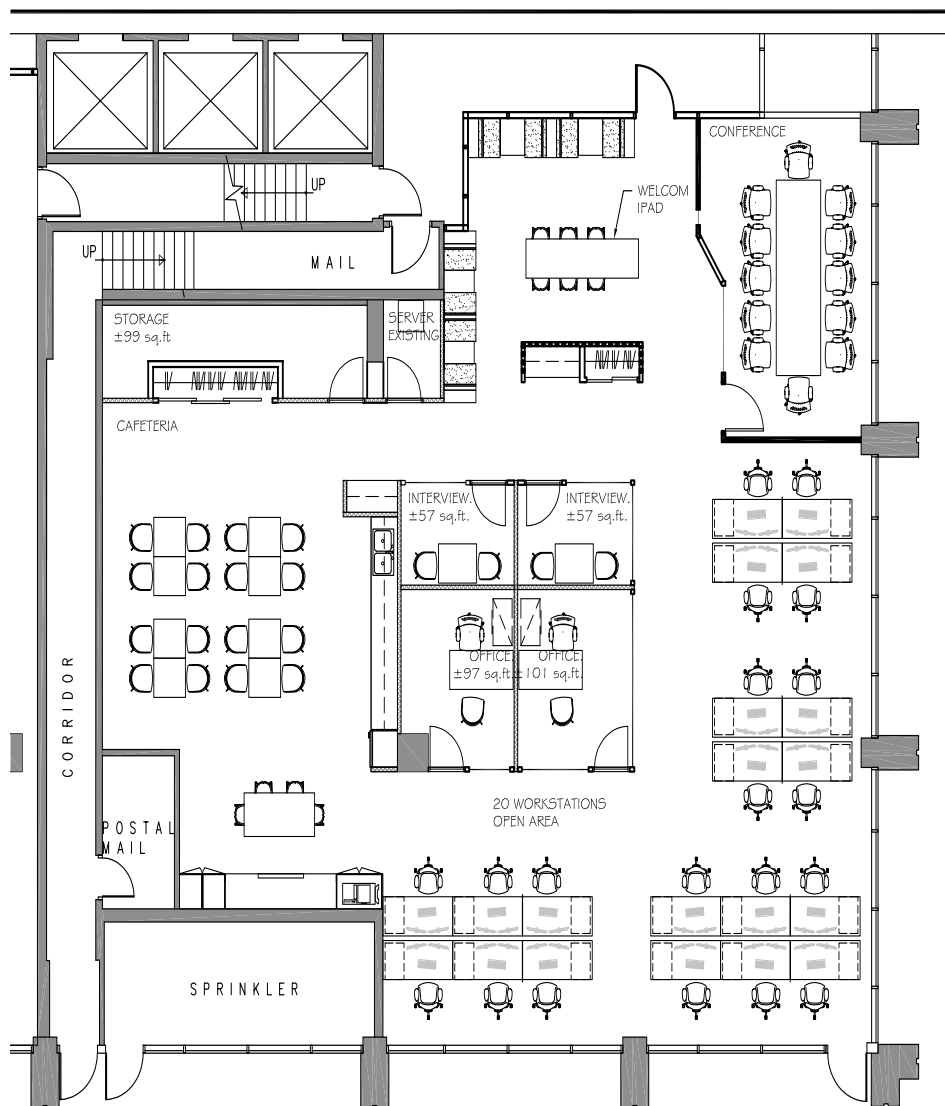 CONFERENCE
UP
WELCOM
IPAD
UP
MAIL
STORAGE
±99 sq.ft
SERVER
EXISTING
CAFETERIA
INTERVIEW.
±57 sq.ft.
INTERVIEW.
±57 sq.ft.
OFFICE.
±97 sq.ft.
OFFICE.
±101 sq.ft.
CORRIDOR
20 WORKSTATIONS
OPEN AREA
POSTAL
MAIL
SPRINKLER